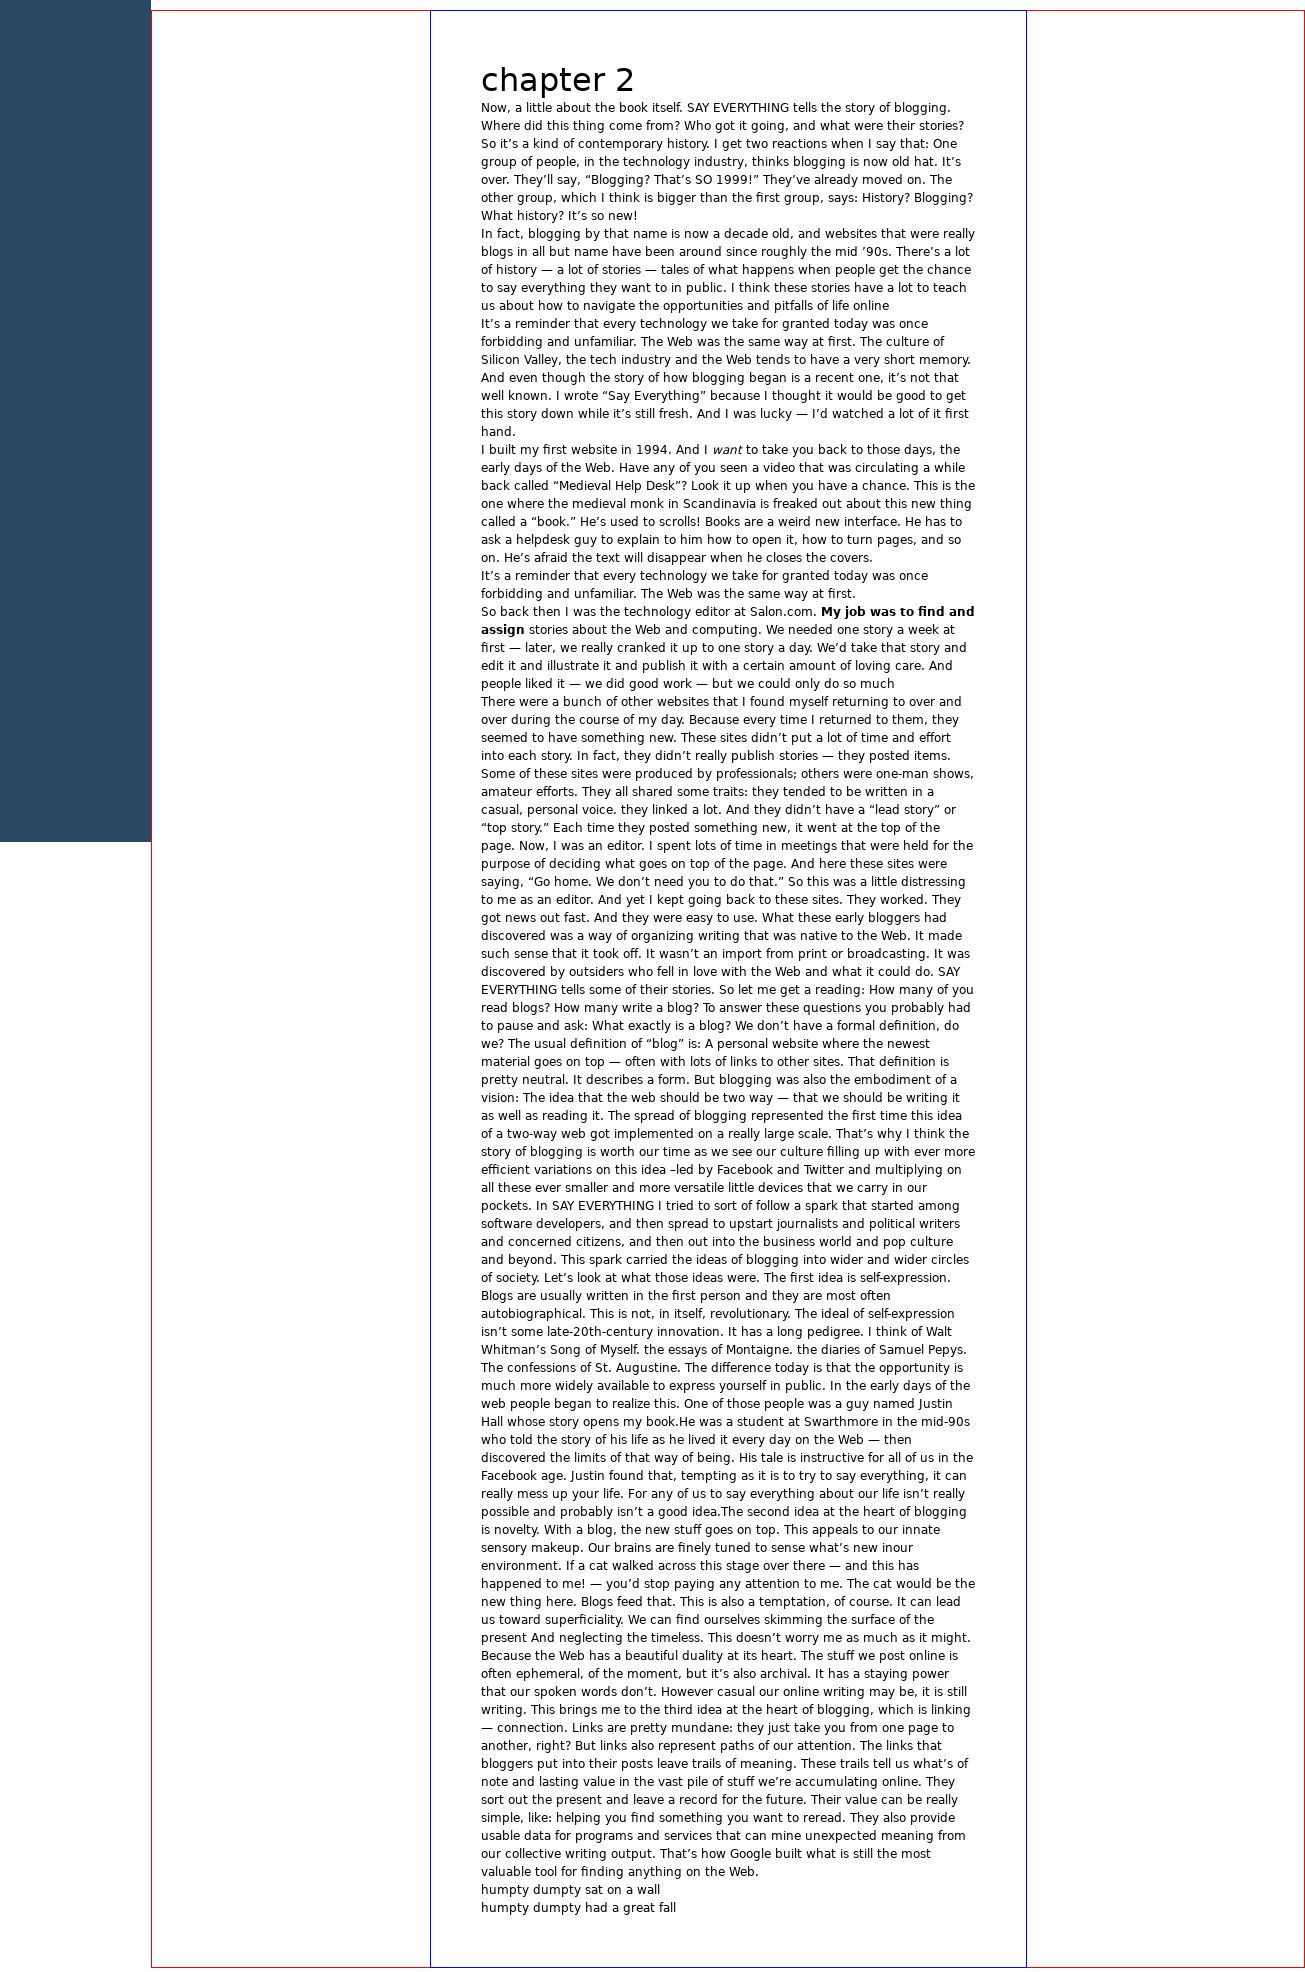 chapter 2
Now, a little about the book itself. SAY EVERYTHING tells the story of blogging.
Where did this thing come from? Who got it going, and what were their stories?
So it’s a kind of contemporary history. I get two reactions when I say that: One
group of people, in the technology industry, thinks blogging is now old hat. It’s
over. They’ll say, “Blogging? That’s SO 1999!” They’ve already moved on. The
other group, which I think is bigger than the first group, says: History? Blogging?
What history? It’s so new!
In fact, blogging by that name is now a decade old, and websites that were really
blogs in all but name have been around since roughly the mid ’90s. There’s a lot
of history — a lot of stories — tales of what happens when people get the chance
to say everything they want to in public. I think these stories have a lot to teach
us about how to navigate the opportunities and pitfalls of life online
It’s a reminder that every technology we take for granted today was once
forbidding and unfamiliar. The Web was the same way at first. The culture of
Silicon Valley, the tech industry and the Web tends to have a very short memory.
And even though the story of how blogging began is a recent one, it’s not that
well known. I wrote “Say Everything” because I thought it would be good to get
this story down while it’s still fresh. And I was lucky — I’d watched a lot of it first
hand.
I built my first website in 1994. And I want to take you back to those days, the
early days of the Web. Have any of you seen a video that was circulating a while
back called “Medieval Help Desk”? Look it up when you have a chance. This is the
one where the medieval monk in Scandinavia is freaked out about this new thing
called a “book.” He’s used to scrolls! Books are a weird new interface. He has to
ask a helpdesk guy to explain to him how to open it, how to turn pages, and so
on. He’s afraid the text will disappear when he closes the covers.
It’s a reminder that every technology we take for granted today was once
forbidding and unfamiliar. The Web was the same way at first.
So back then I was the technology editor at Salon.com. My job was to find and
assign stories about the Web and computing. We needed one story a week at
first — later, we really cranked it up to one story a day. We’d take that story and
edit it and illustrate it and publish it with a certain amount of loving care. And
people liked it — we did good work — but we could only do so much
There were a bunch of other websites that I found myself returning to over and
over during the course of my day. Because every time I returned to them, they
seemed to have something new. These sites didn’t put a lot of time and effort
into each story. In fact, they didn’t really publish stories — they posted items.
Some of these sites were produced by professionals; others were one-man shows,
amateur efforts. They all shared some traits: they tended to be written in a
casual, personal voice. they linked a lot. And they didn’t have a “lead story” or
“top story.” Each time they posted something new, it went at the top of the
page. Now, I was an editor. I spent lots of time in meetings that were held for the
purpose of deciding what goes on top of the page. And here these sites were
saying, “Go home. We don’t need you to do that.” So this was a little distressing
to me as an editor. And yet I kept going back to these sites. They worked. They
got news out fast. And they were easy to use. What these early bloggers had
discovered was a way of organizing writing that was native to the Web. It made
such sense that it took off. It wasn’t an import from print or broadcasting. It was
discovered by outsiders who fell in love with the Web and what it could do. SAY
EVERYTHING tells some of their stories. So let me get a reading: How many of you
read blogs? How many write a blog? To answer these questions you probably had
to pause and ask: What exactly is a blog? We don’t have a formal definition, do
we? The usual definition of “blog” is: A personal website where the newest
material goes on top — often with lots of links to other sites. That definition is
pretty neutral. It describes a form. But blogging was also the embodiment of a
vision: The idea that the web should be two way — that we should be writing it
as well as reading it. The spread of blogging represented the first time this idea
of a two-way web got implemented on a really large scale. That’s why I think the
story of blogging is worth our time as we see our culture filling up with ever more
efficient variations on this idea –led by Facebook and Twitter and multiplying on
all these ever smaller and more versatile little devices that we carry in our
pockets. In SAY EVERYTHING I tried to sort of follow a spark that started among
software developers, and then spread to upstart journalists and political writers
and concerned citizens, and then out into the business world and pop culture
and beyond. This spark carried the ideas of blogging into wider and wider circles
of society. Let’s look at what those ideas were. The first idea is self-expression.
Blogs are usually written in the first person and they are most often
autobiographical. This is not, in itself, revolutionary. The ideal of self-expression
isn’t some late-20th-century innovation. It has a long pedigree. I think of Walt
Whitman’s Song of Myself. the essays of Montaigne. the diaries of Samuel Pepys.
The confessions of St. Augustine. The difference today is that the opportunity is
much more widely available to express yourself in public. In the early days of the
web people began to realize this. One of those people was a guy named Justin
Hall whose story opens my book.He was a student at Swarthmore in the mid-90s
who told the story of his life as he lived it every day on the Web — then
discovered the limits of that way of being. His tale is instructive for all of us in the
Facebook age. Justin found that, tempting as it is to try to say everything, it can
really mess up your life. For any of us to say everything about our life isn’t really
possible and probably isn’t a good idea.The second idea at the heart of blogging
is novelty. With a blog, the new stuff goes on top. This appeals to our innate
sensory makeup. Our brains are finely tuned to sense what’s new inour
environment. If a cat walked across this stage over there — and this has
happened to me! — you’d stop paying any attention to me. The cat would be the
new thing here. Blogs feed that. This is also a temptation, of course. It can lead
us toward superficiality. We can find ourselves skimming the surface of the
present And neglecting the timeless. This doesn’t worry me as much as it might.
Because the Web has a beautiful duality at its heart. The stuff we post online is
often ephemeral, of the moment, but it’s also archival. It has a staying power
that our spoken words don’t. However casual our online writing may be, it is still
writing. This brings me to the third idea at the heart of blogging, which is linking
— connection. Links are pretty mundane: they just take you from one page to
another, right? But links also represent paths of our attention. The links that
bloggers put into their posts leave trails of meaning. These trails tell us what’s of
note and lasting value in the vast pile of stuff we’re accumulating online. They
sort out the present and leave a record for the future. Their value can be really
simple, like: helping you find something you want to reread. They also provide
usable data for programs and services that can mine unexpected meaning from
our collective writing output. That’s how Google built what is still the most
valuable tool for finding anything on the Web.
humpty dumpty sat on a wall
humpty dumpty had a great fall